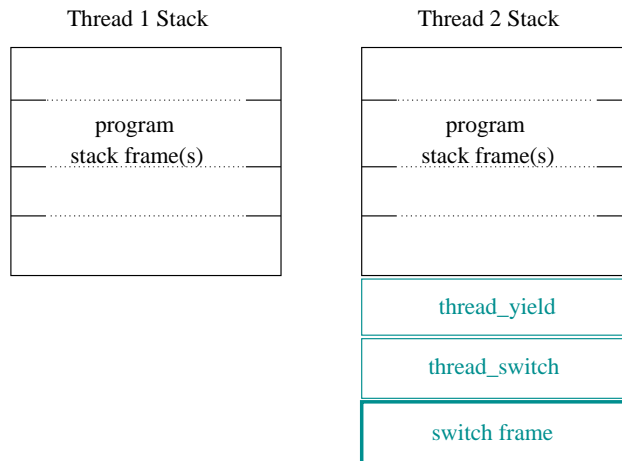 Thread 1 Stack
Thread 2 Stack
program
stack frame(s)
program
stack frame(s)
thread_yield
thread_switch
switch frame